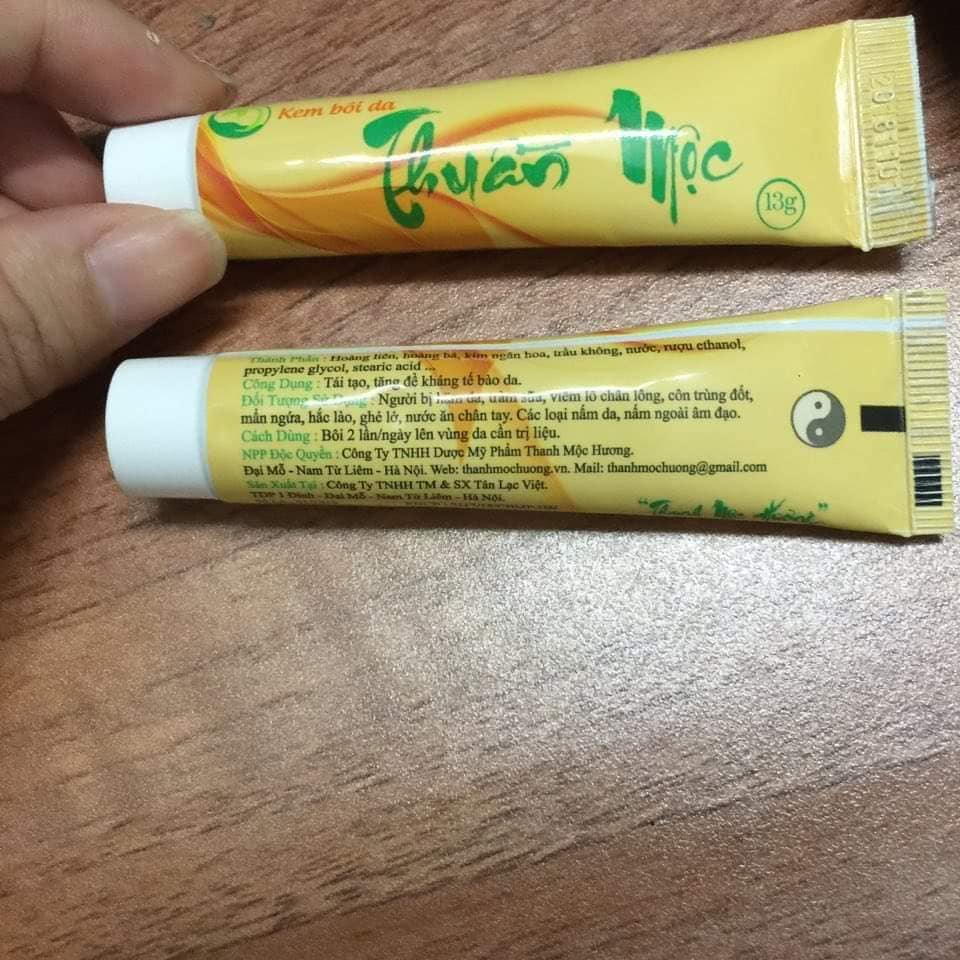 Kem bôi da
Thuần Mộc
13g
Thành Phần : Hoàng liên, hoàng bá, kim ngân hoa, trầu không, nước, rượu ethanol,
propylene glycol, stearic acid ...
Công Dụng : Tái tạo, tăng đề kháng tế bào da.
Đối Tượng Sử Dụng : Người bị hăm da, tràm sữa, viêm lỗ chân lông, côn trùng đốt,
mẩn ngứa, hắc lào, ghẻ lở, nước ăn chân tay. Các loại nấm da, nấm ngoài âm đạo.
Cách Dùng : Bôi 2 lần/ngày lên vùng da cần trị liệu.
NPP Độc Quyền : Công Ty TNHH Dược Mỹ Phẩm Thanh Mộc Hương.
Đại Mỗ - Nam Từ Liêm - Hà Nội. Web: thanhmochuong.vn. Mail: thanhmochuong@gmail.com
Sản Xuất Tại : Công Ty TNHH TM & SX Tân Lạc Việt.
TDP 1 Đình - Đại Mỗ - Nam Từ Liêm - Hà Nội.
"Thanh Mộc Hương"